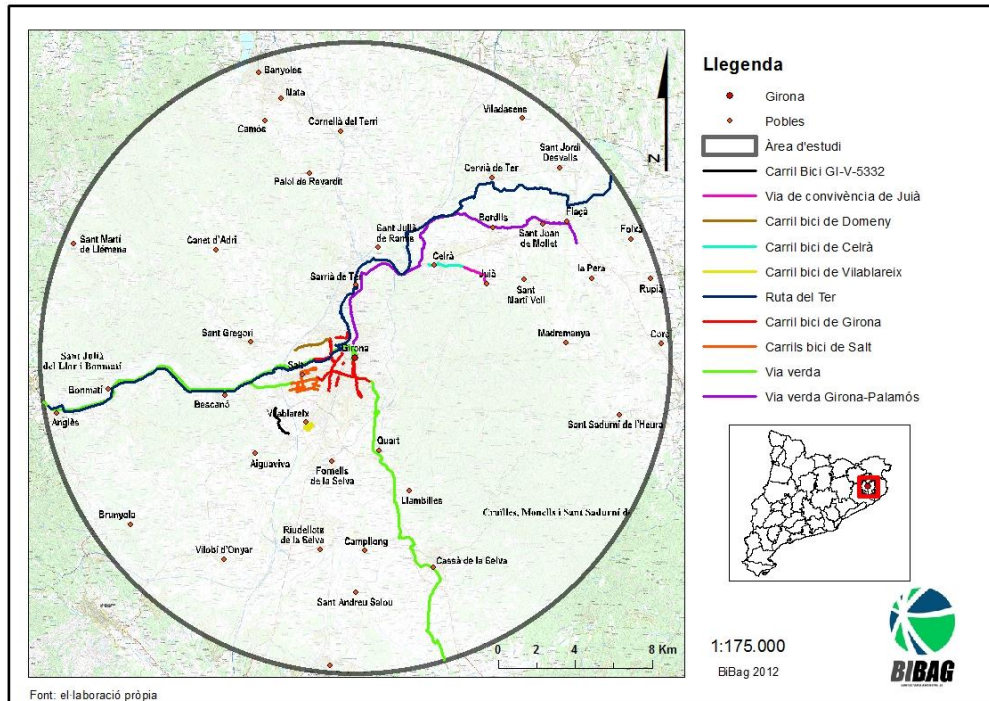 Banyoles
Mata
Camós
Cornellà del Terri
Viladasens
Sant Jordi
Desvalls
Cervià de Ter
Palol de Revardit
Bordils
Flaçà
Sant Joan
de Mollet
Foixà
Sant Julià
de Ramis
Sant Martí
de Llémena
Canet d'Adri
Celrà
Juià
la Pera
Sarrià de Ter
Sant
Martí Vell
Rupià
Sant Gregori
Madremanya
Girona
Sant Julià
del Llor i Bonmatí
Salt
Bonmatí
Bescanó
Anglès
Vilablareix
Sant Sadurní de l'Heura
Quart
Aiguaviva
Fornells
de la Selva
Llambilles
Cruïlles, Monells i Sant Sadurní de
Brunyola
Riudellots
de la Selva
Campllong
Vilobí d'Onyar
Cassà de la Selva
Sant Andreu Salou
N
0 2 4 8 Km
Font: el·laboració pròpia
Llegenda
Girona
Pobles
Àrea d'estudi
Carril Bici GI-V-5332
Via de convivència de Juià
Carril bici de Domeny
Carril bici de Celrà
Carril bici de Vilablareix
Ruta del Ter
Carril bici de Girona
Carrils bici de Salt
Via verda
Via verda Girona-Palamós
1:175.000
BiBag 2012
BIBAG